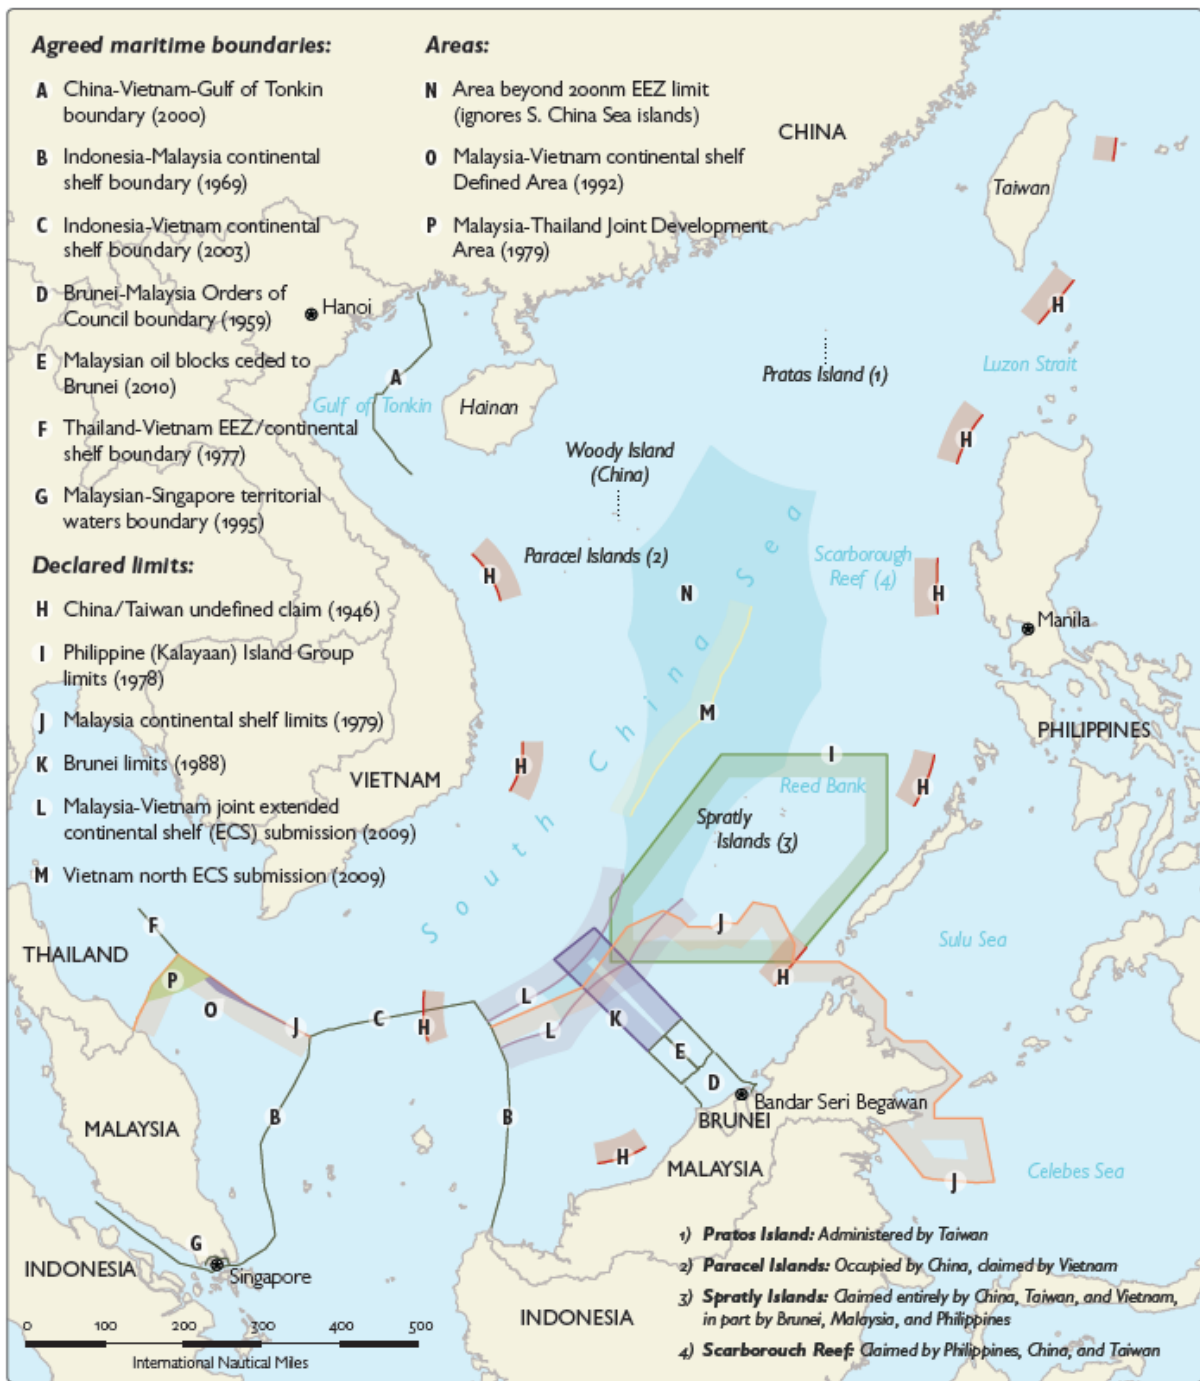 Agreed maritime boundaries:
A China-Vietnam-Gulf of Tonkin
boundary (2000)
B Indonesia-Malaysia continental
shelf boundary (1969)
C Indonesia-Vietnam continental
shelf boundary (2003)
D Brunei-Malaysia Orders of
Council boundary (1959)
E Malaysian oil blocks ceded to
Brunei (2010)
F Thailand-Vietnam EEZ/continental
shelf boundary (1977)
G Malaysian-Singapore territorial
waters boundary (1995)
Declared limits:
H China/Taiwan undefined claim (1946)
I Philippine (Kalayaan) Island Group
limits (1978)
J Malaysia continental shelf limits (1979)
K Brunei limits (1988)
L Malaysia-Vietnam joint extended
continental shelf (ECS) submission (2009)
M Vietnam north ECS submission (2009)
Areas:
N Area beyond 200nm EEZ limit
(ignores S. China Sea islands)
O Malaysia-Vietnam continental shelf
Defined Area (1992)
P Malaysia-Thailand Joint Development
Area (1979)
CHINA
Taiwan
Hanoi
H
Luzon Strait
Pratas Island (1)
A
Gulf of Tonkin
Hainan
H
Woody Island
(China)
Paracel Islands (2)
Scarborough
Reef (4)
H
N
H
Manila
South China Sea
M
PHILIPPINES
I
Reed Bank
H
H
VIETNAM
Spratly
Islands (3)
F
J
Sulu Sea
THAILAND
P
O
J
C
H
L
L
K
H
E
D
Bandar Seri Begawan
BRUNEI
B
B
MALAYSIA
H
MALAYSIA
J
Celebes Sea
G
Singapore
INDONESIA
INDONESIA
0 100 200 300 400 500
International Nautical Miles
1) Pratos Island: Administered by Taiwan
2) Paracel Islands: Occupied by China, claimed by Vietnam
3) Spratly Islands: Claimed entirely by China, Taiwan, and Vietnam,
in part by Brunei, Malaysia, and Philippines
4) Scarborouch Reef: Claimed by Philippines, China, and Taiwan